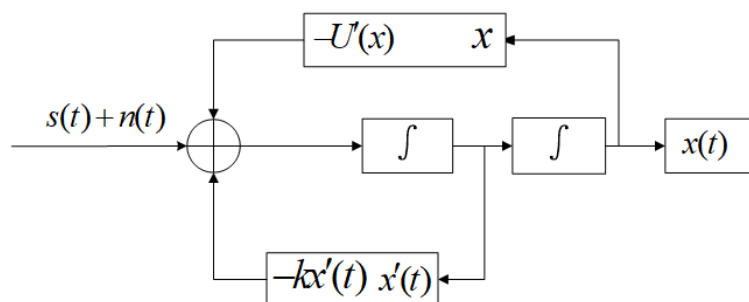 −U′(x) x
s(t)+n(t)
∫ ∫ x(t)
−kx′(t) x′(t)